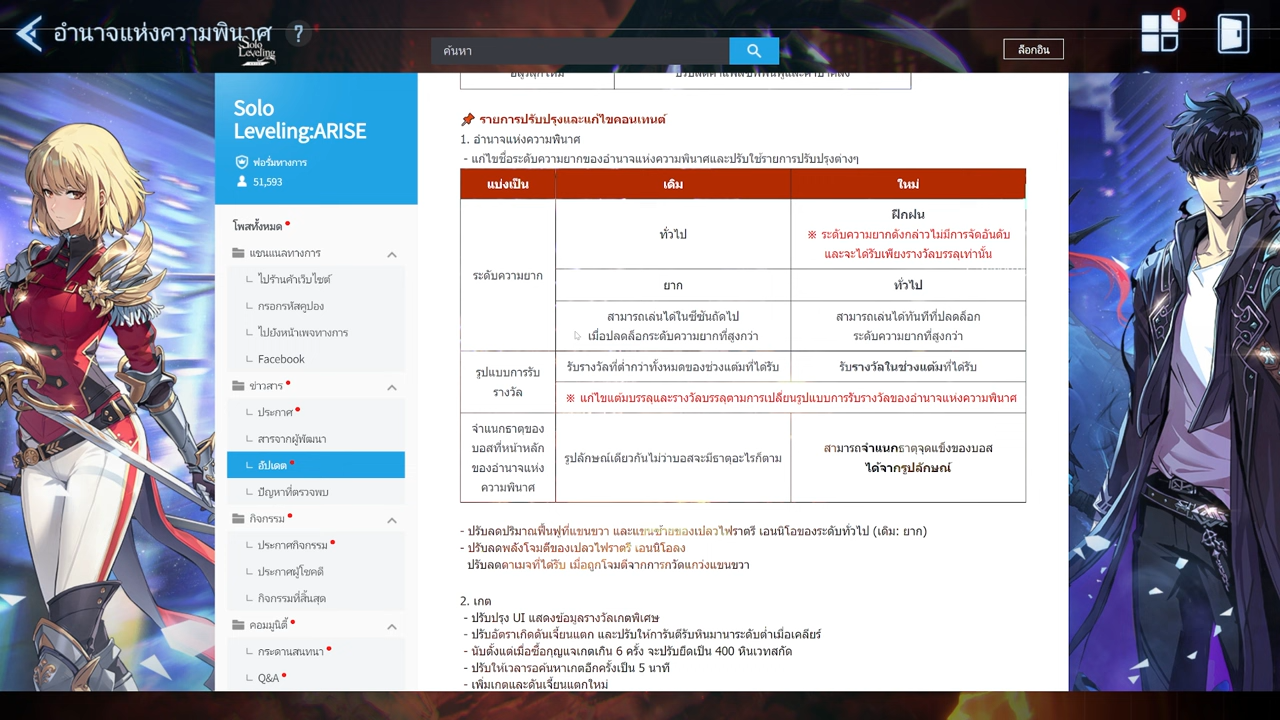 อำนาจแห่งความพินาศ ?
Solo Leveling
ค้นหา
ล็อกอิน
Solo
Leveling:ARISE
ฟอรั่มทางการ
51,593
โพสทั้งหมด
แชนแนลทางการ
ไปร้านค้าเว็บไซต์
กรอกรหัสคูปอง
ไปยังหน้าเพจทางการ
Facebook
ข่าวสาร
ประกาศ
สารจากผู้พัฒนา
อัปเดต
ปัญหาที่ตรวจพบ
กิจกรรม
ประกาศกิจกรรม
ประกาศผู้โชคดี
กิจกรรมที่สิ้นสุด
คอมมูนิตี้
กระดานสนทนา
Q&A
รายการปรับปรุงและแก้ไขคอนเทนต์
1. อำนาจแห่งความพินาศ
- แก้ไขชื่อระดับความยากของอำนาจแห่งความพินาศและปรับใช้รายการปรับปรุงต่างๆ
แบ่งเป็น เดิม ใหม่
ระดับความยาก
ทั่วไป
ฝึกฝน
※ ระดับความยากดังกล่าวไม่มีการจัดอันดับ
และจะได้รับเพียงรางวัลบรรลุเท่านั้น
ยาก ทั่วไป
สามารถเล่นได้ในซีซันถัดไป
เมื่อปลดล็อกระดับความยากที่สูงกว่า
สามารถเล่นได้ทันทีที่ปลดล็อก
ระดับความยากที่สูงกว่า
รูปแบบการรับ
รางวัล
รับรางวัลที่ต่ำกว่าทั้งหมดของช่วงแต้มที่ได้รับ รับรางวัลในช่วงแต้มที่ได้รับ
※ แก้ไขแต้มบรรลุและรางวัลบรรลุตามการเปลี่ยนรูปแบบการรับรางวัลของอำนาจแห่งความพินาศ
จำแนกธาตุของ
บอสที่หน้าหลัก
ของอำนาจแห่ง
ความพินาศ
รูปลักษณ์เดียวกันไม่ว่าบอสจะมีธาตุอะไรก็ตาม
สามารถจำแนกธาตุจุดแข็งของบอส
ได้จากรูปลักษณ์
- ปรับลดปริมาณฟื้นฟูที่แขนขวา และแขนซ้ายของเปลวไฟราตรี เอนนิโอของระดับทั่วไป (เดิม: ยาก)
- ปรับลดพลังโจมตีของเปลวไฟราตรี เอนนิโอลง
ปรับลดดาเมจที่ได้รับ เมื่อถูกโจมตีจากการกวัดแกว่งแขนขวา
2. เกต
- ปรับปรุง UI แสดงข้อมูลรางวัลเกตพิเศษ
- ปรับอัตราเกิดดันเจี้ยนแตก และปรับให้การันตีรับหินมานาระดับต่ำเมื่อเคลียร์
- นับตั้งแต่เมื่อซื้อกุญแจเกตเกิน 6 ครั้ง จะปรับยืดเป็น 400 หินเวทสกัด
- ปรับให้เวลารอค้นหาเกตอีกครั้งเป็น 5 นาที
- เพิ่มเกตและดันเจี้ยนแตกใหม่